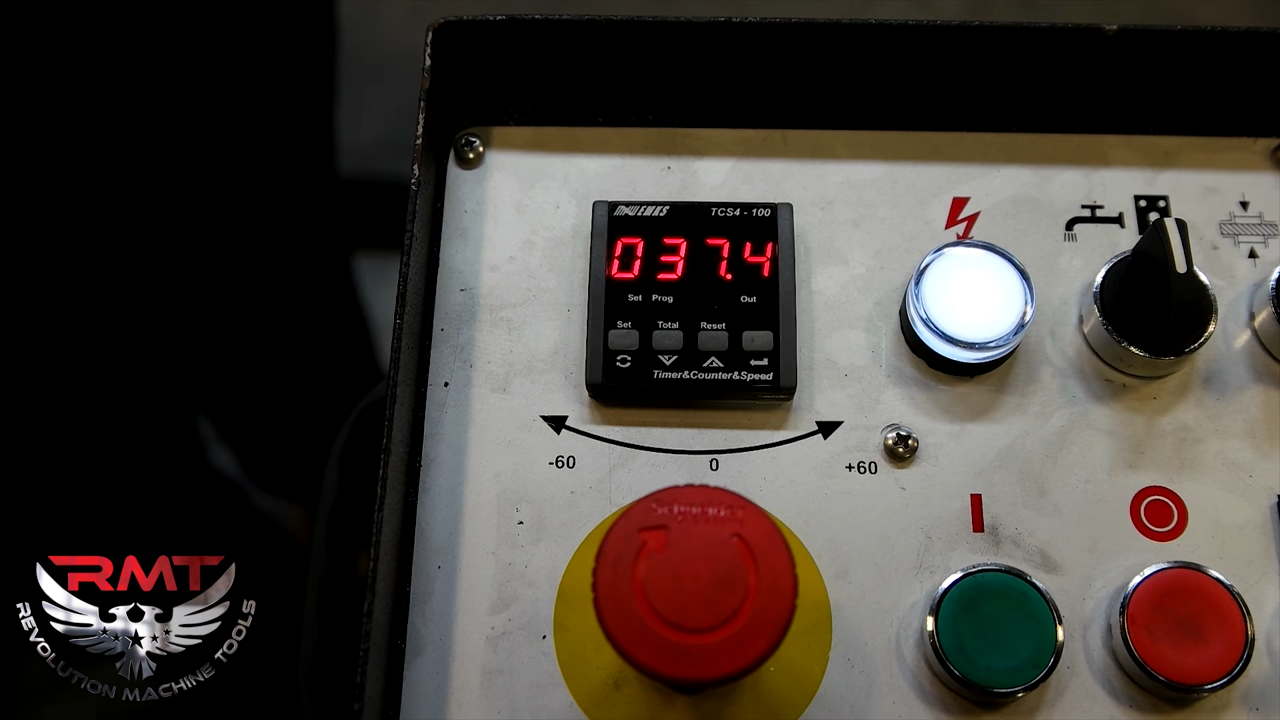 TCS4 - 100
037.4
Set Prog Out
Set Total Reset
Timer&Counter&Speed
-60 0 +60
Schneider
RMT
REVOLUTION MACHINE TOOLS